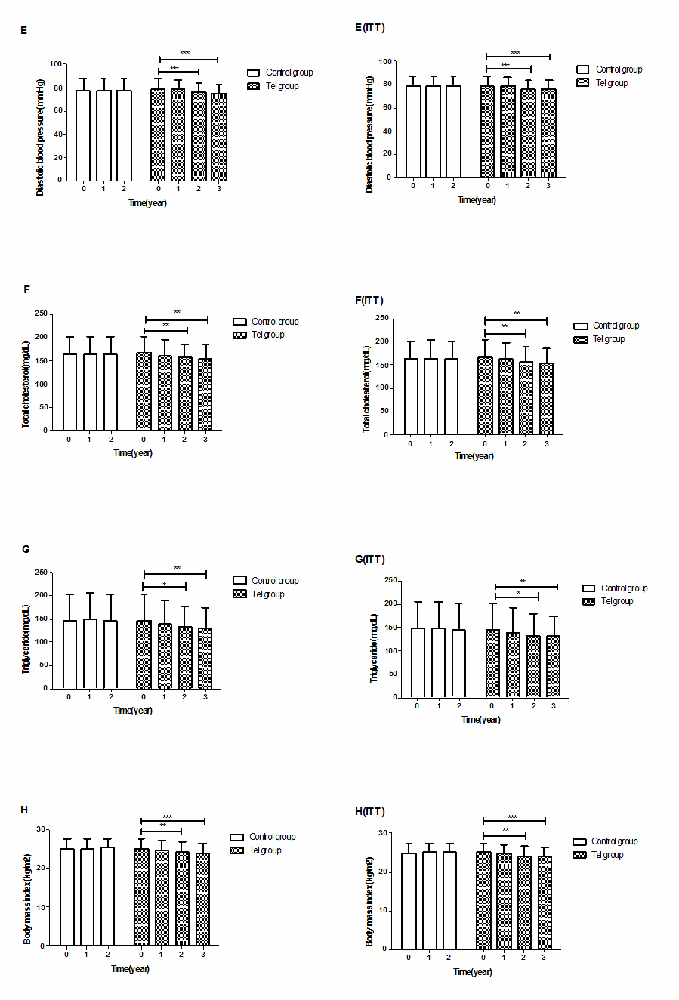 E
E(ITT)
***
***
100
80
60
40
20
0
Diastolic blood pressure(mmHg)
0 1 2 0 1 2 3
Time(year)
Control group
Tel group
***
***
100
80
60
40
20
0
Diastolic blood pressure(mmHg)
0 1 2 0 1 2 3
Time(year)
Control group
Tel group
F
F(ITT)
**
**
250
200
150
100
50
0
Total cholesterol(mg/dL)
0 1 2 0 1 2 3
Time(year)
Control group
Tel group
**
**
250
200
150
100
50
0
Total cholesterol(mg/dL)
0 1 2 0 1 2 3
Time(year)
Control group
Tel group
G
G(ITT)
**
*
250
200
150
100
50
0
Triglyceride(mg/dL)
0 1 2 0 1 2 3
Time(year)
Control group
Tel group
**
*
250
200
150
100
50
0
Triglyceride(mg/dL)
0 1 2 0 1 2 3
Time(year)
Control group
Tel group
H
H(ITT)
***
**
30
20
10
0
Body mass index(kg/m2)
0 1 2 0 1 2 3
Time(year)
Control group
Tel group
***
**
30
20
10
0
Body mass index(kg/m2)
0 1 2 0 1 2 3
Time(year)
Control group
Tel group